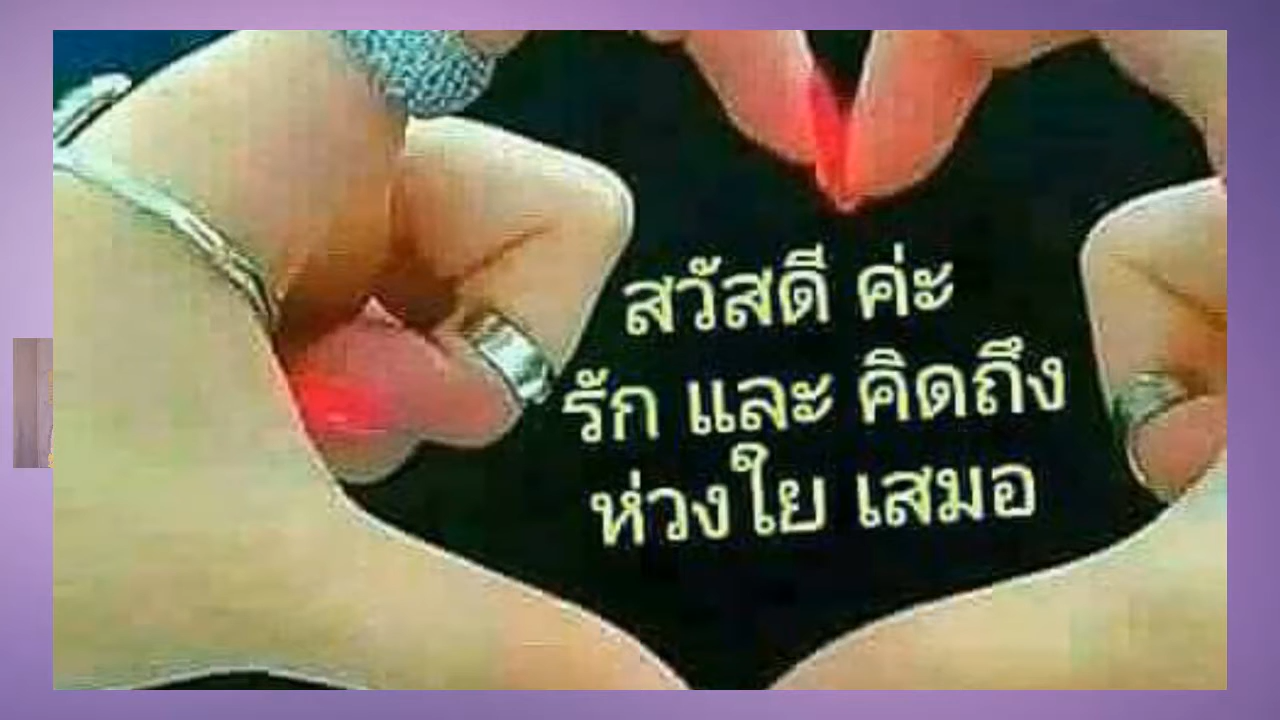 สวัสดี ค่ะ
รัก และ คิดถึง
ห่วงใย เสมอ